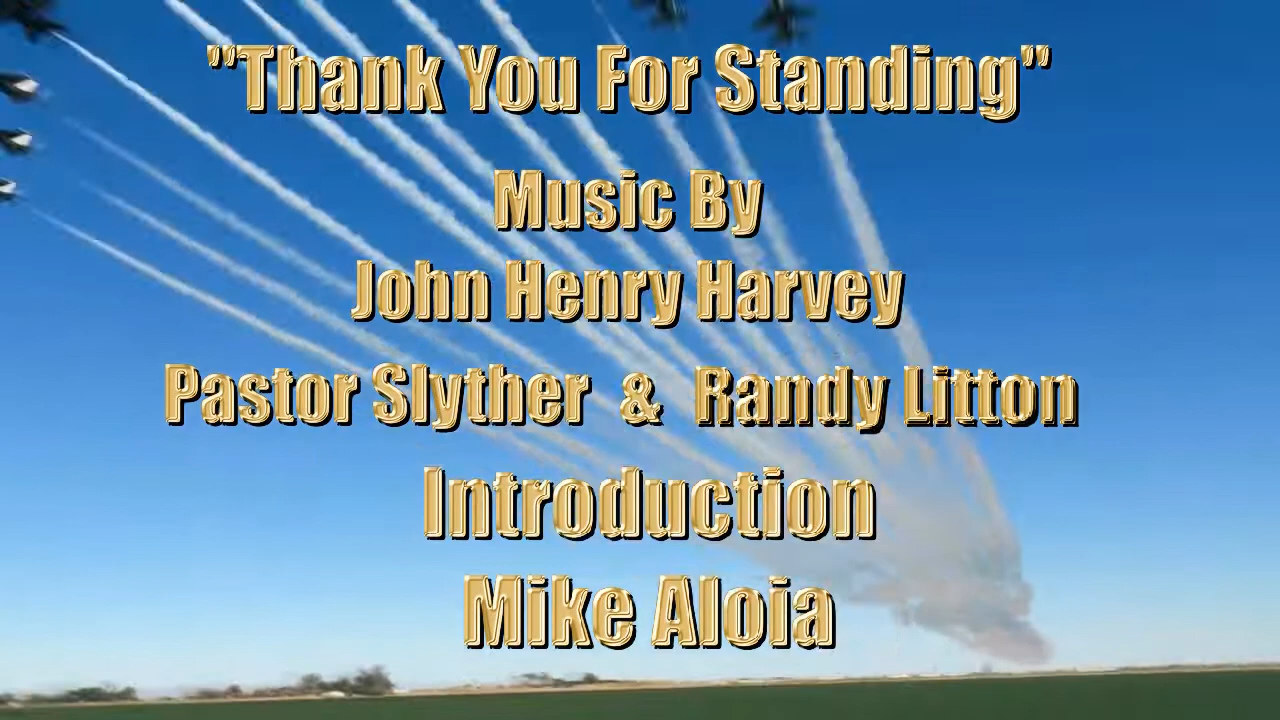 "Thank You For Standing"
Music By
John Henry Harvey
Pastor Slyther & Randy Litton
Introduction
Mike Aloia